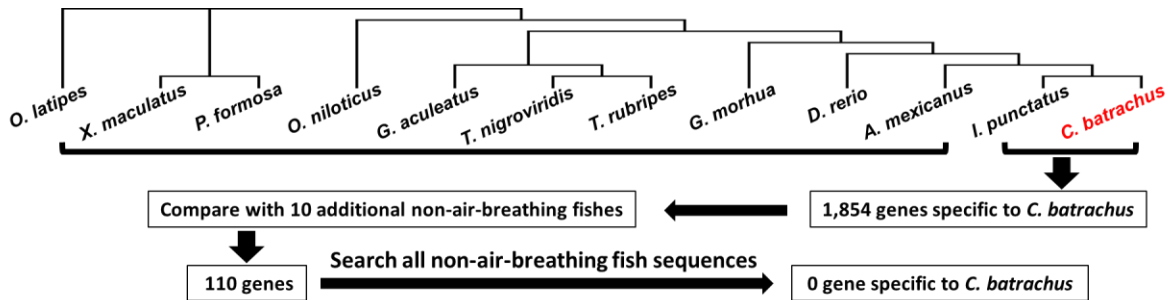 O. latipes
X. maculatus
P. formosa
O. niloticus
G. aculeatus
T. nigroviridis
T. rubripes
G. morhua
D. rerio
A. mexicanus
I. punctatus
C. batrachus
Compare with 10 additional non-air-breathing fishes
1,854 genes specific to C. batrachus
110 genes
Search all non-air-breathing fish sequences
0 gene specific to C. batrachus